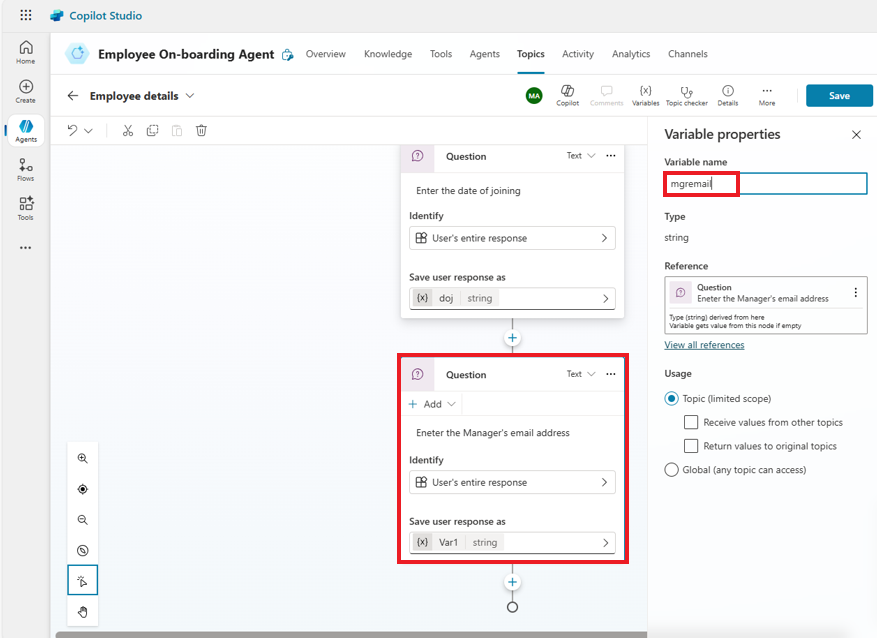 Copilot Studio
Home
Create
Agents
Flows
Tools
Employee On-boarding Agent
Overview
Knowledge
Tools
Agents
Topics
Activity
Analytics
Channels
Employee details
MA
Copilot
Comments
{x}
Variables
Topic checker
Details
More
Save
Question
Text
Enter the date of joining
Identify
User's entire response
Save user response as
{x} doj string
Question
Text
Add
Eneter the Manager's email address
Identify
User's entire response
Save user response as
{x} Var1 string
Variable properties
Variable name
mgremail
Type
string
Reference
Question
Eneter the Manager's email address
Type (string) derived from here
Variable gets value from this node if empty
View all references
Usage
Topic (limited scope)
Receive values from other topics
Return values to original topics
Global (any topic can access)